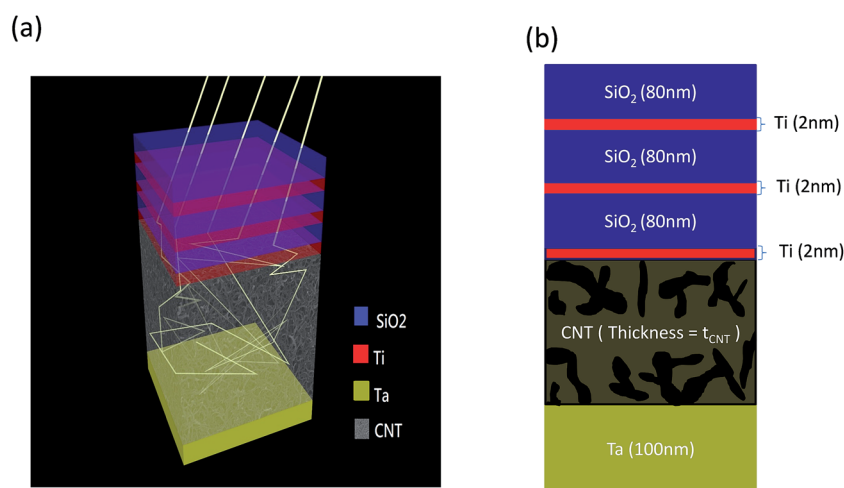 (a)
SiO2
Ti
Ta
CNT
(b)
SiO₂ (80nm)
Ti (2nm)
SiO₂ (80nm)
Ti (2nm)
SiO₂ (80nm)
Ti (2nm)
CNT ( Thickness = t_CNT )
Ta (100nm)